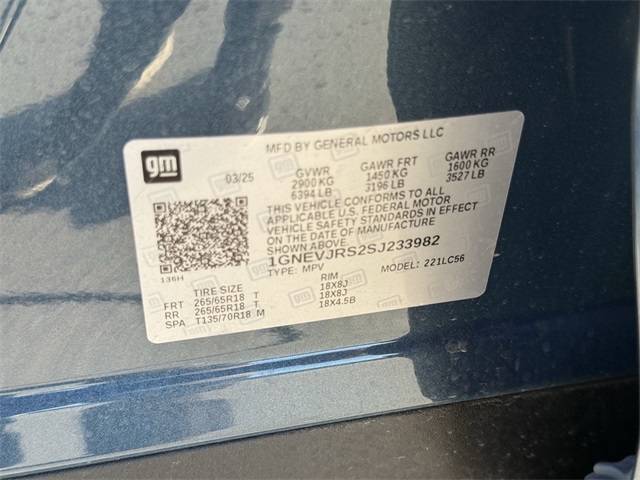 MFD BY GENERAL MOTORS LLC
gm
03/25
GVWR GAWR FRT GAWR RR
2900 KG 1450 KG 1600 KG
6394 LB 3196 LB 3527 LB
THIS VEHICLE CONFORMS TO ALL
APPLICABLE U.S. FEDERAL MOTOR
VEHICLE SAFETY STANDARDS IN EFFECT
ON THE DATE OF MANUFACTURE
SHOWN ABOVE.
1GNEVJRS2SJ233982
136H
TYPE: MPV MODEL: 221LC56
TIRE SIZE RIM
FRT 265/65R18 T 18X8J
RR 265/65R18 T 18X8J
SPA T135/70R18 M 18X4.5B